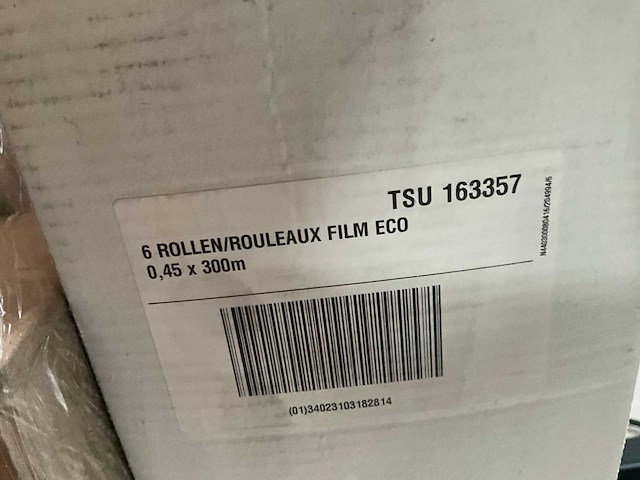 TSU 163357
6 ROLLEN/ROULEAUX FILM ECO
0,45 x 300m
(01)34023103182814